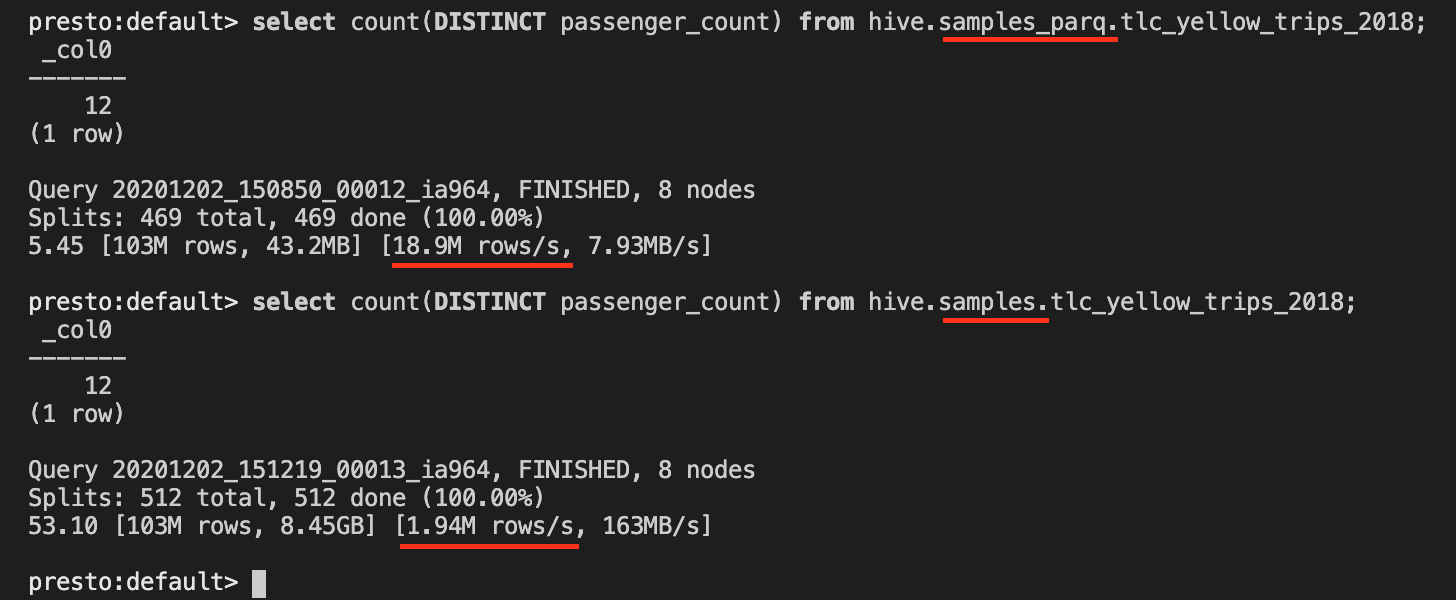 presto:default> select count(DISTINCT passenger_count) from hive.samples_parq.tlc_yellow_trips_2018;
_col0
-------
12
(1 row)
Query 20201202_150850_00012_ia964, FINISHED, 8 nodes
Splits: 469 total, 469 done (100.00%)
5.45 [103M rows, 43.2MB] [18.9M rows/s, 7.93MB/s]
presto:default> select count(DISTINCT passenger_count) from hive.samples.tlc_yellow_trips_2018;
_col0
-------
12
(1 row)
Query 20201202_151219_00013_ia964, FINISHED, 8 nodes
Splits: 512 total, 512 done (100.00%)
53.10 [103M rows, 8.45GB] [1.94M rows/s, 163MB/s]
presto:default>